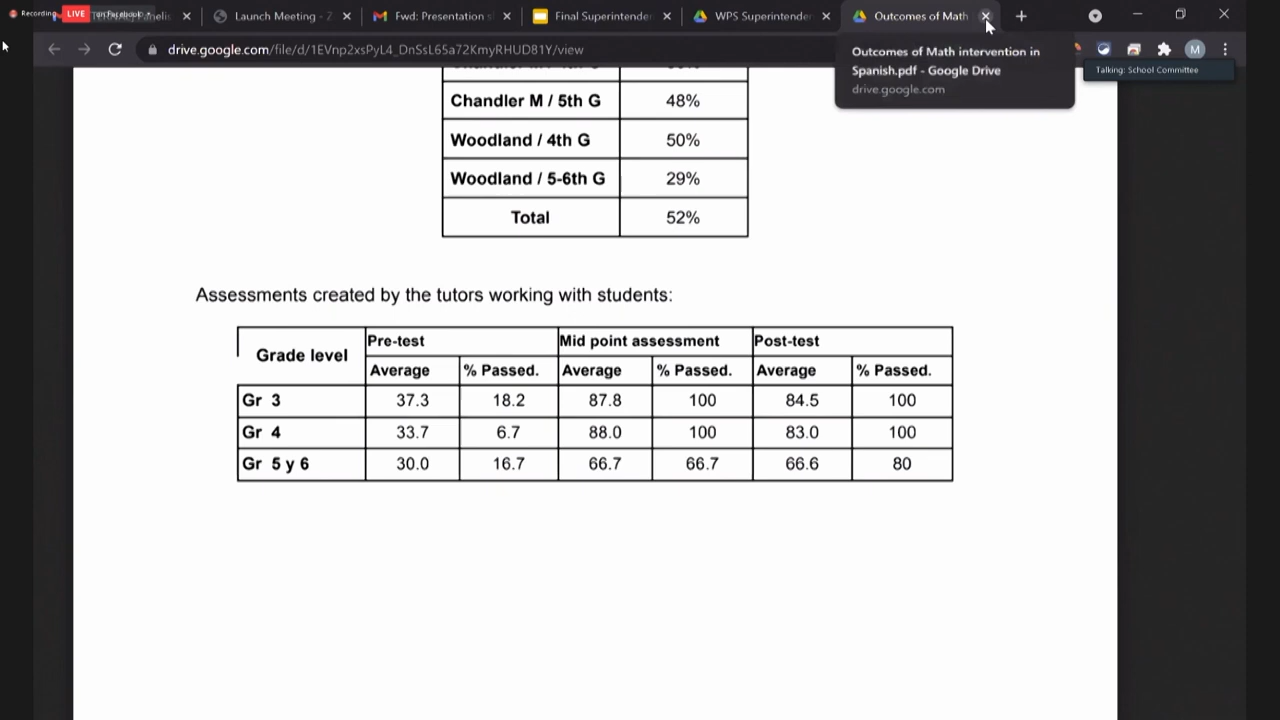 Recording
LIVE
on Facebook
Launch Meeting - Z
Fwd: Presentation s
Final Superintender
WPS Superintender
Outcomes of Math
drive.google.com/file/d/1EVnp2xsPyL4_DnSsL65a72KmyRHUD81Y/view
M
Outcomes of Math intervention in
Spanish.pdf - Google Drive
drive.google.com
Talking: School Committee
Chandler M / 5th G 48%
Woodland / 4th G 50%
Woodland / 5-6th G 29%
Total 52%
Assessments created by the tutors working with students:
Grade level Pre-test Mid point assessment Post-test
Average % Passed. Average % Passed. Average % Passed.
Gr 3 37.3 18.2 87.8 100 84.5 100
Gr 4 33.7 6.7 88.0 100 83.0 100
Gr 5 y 6 30.0 16.7 66.7 66.7 66.6 80